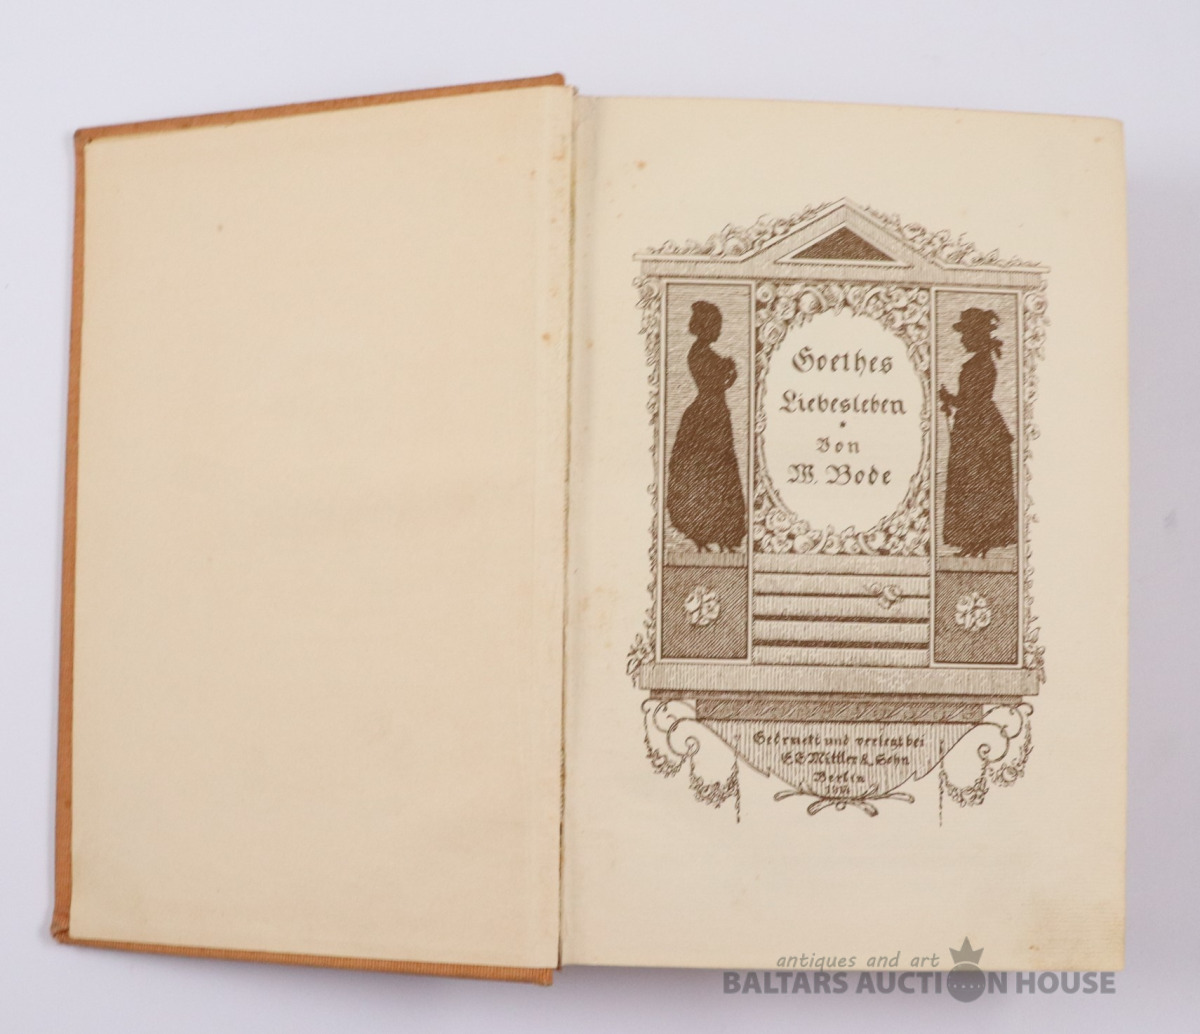 Goethes
Liebesleben
*
Von
W. Bode
Gedruckt und verlegt bei
E S Mittler & Sohn
Berlin
antiques and art
BALTARS AUCTION HOUSE